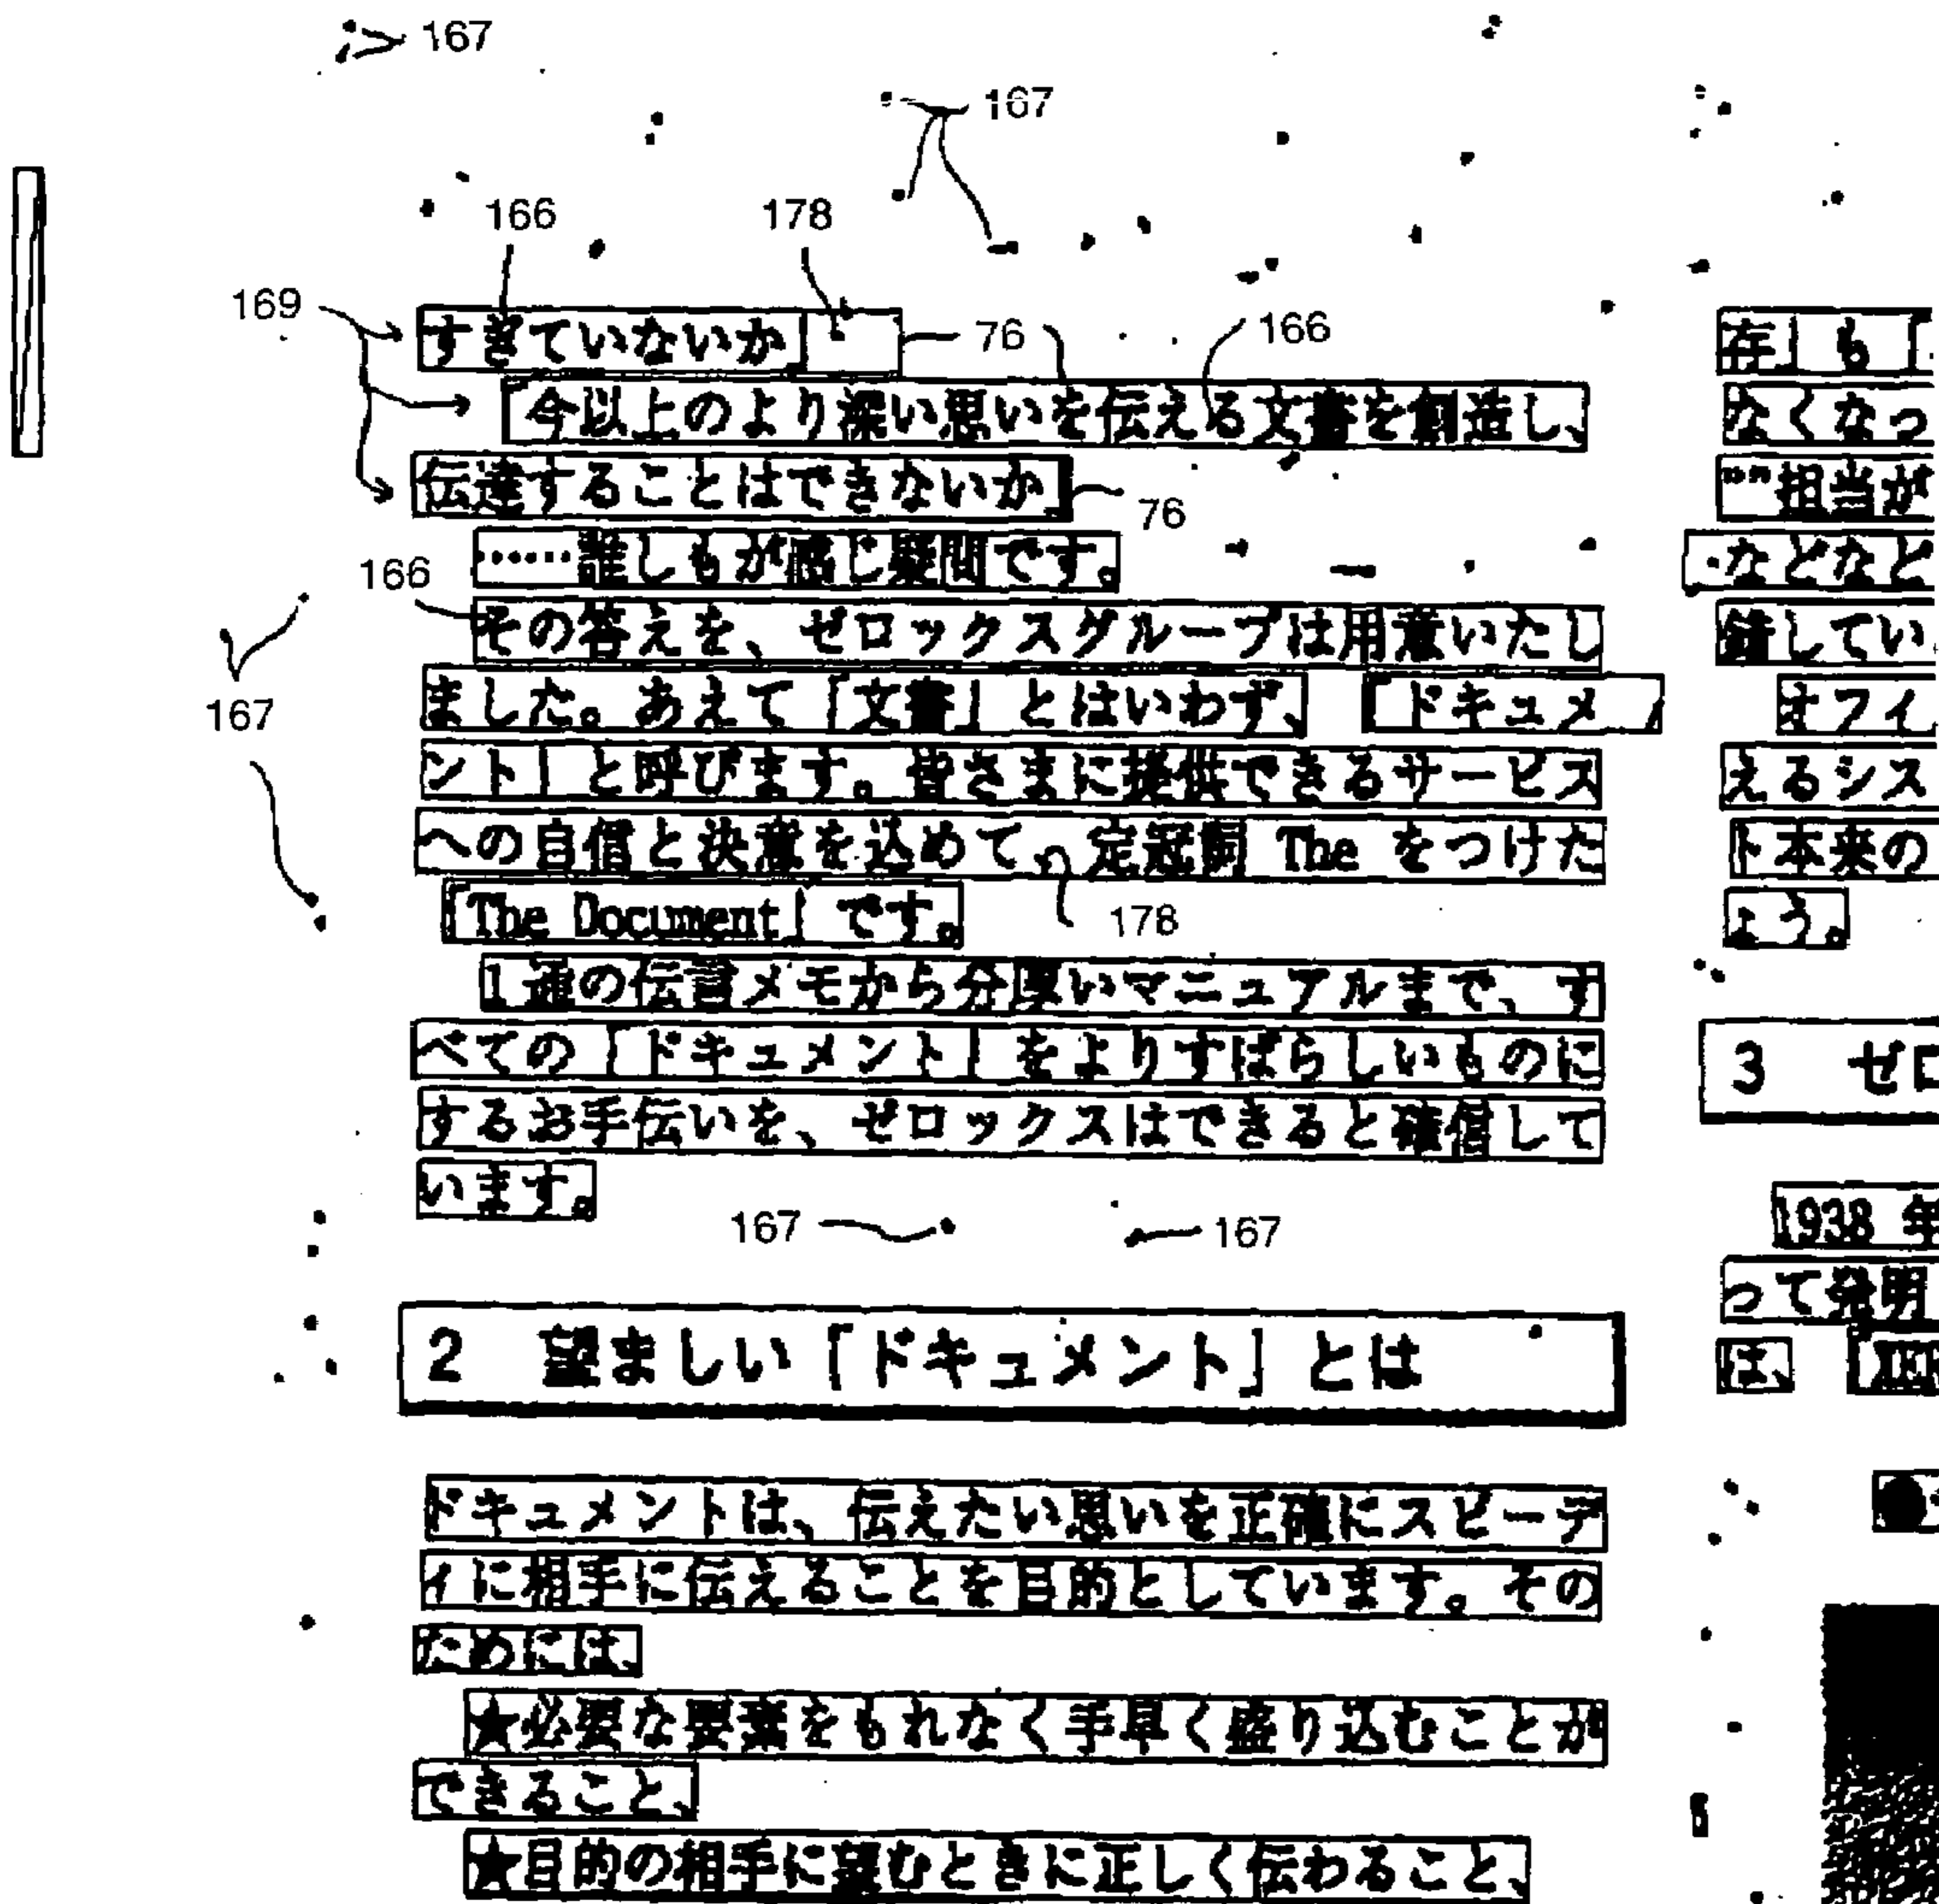 167
167
166 178
169
すぎていないか 76 166
「今以上のより深い思いを伝える文書を創造し、
伝達することはできないか」 76
……誰しもが感じ疑問です。
166
その答えを、ゼロックスグループは用意いたし
ました。あえて「文書」とはいわず、「ドキュメ
167
ント」と呼びます。皆さまに提供できるサービス
への自信と決意を込めて。定冠詞 The をつけた
「The Document」です。 178
1通の伝言メモから分厚いマニュアルまで、す
べての「ドキュメント」をよりすばらしいものに
するお手伝いを、ゼロックスはできると確信して
います。
167 167
2 望ましい「ドキュメント」とは
ドキュメントは、伝えたい思いを正確にスピーデ
ィに相手に伝えることを目的としています。その
ためには、
★必要な要素をもれなく手早く盛り込むことが
できること、
★目的の相手に望むときに正しく伝わること、
存」も「
なくなっ
担当が
・などなど
錯してい
オフィ
えるシス
ト本来の
ょう。
3 ゼロ
1938 年
って発明
は、